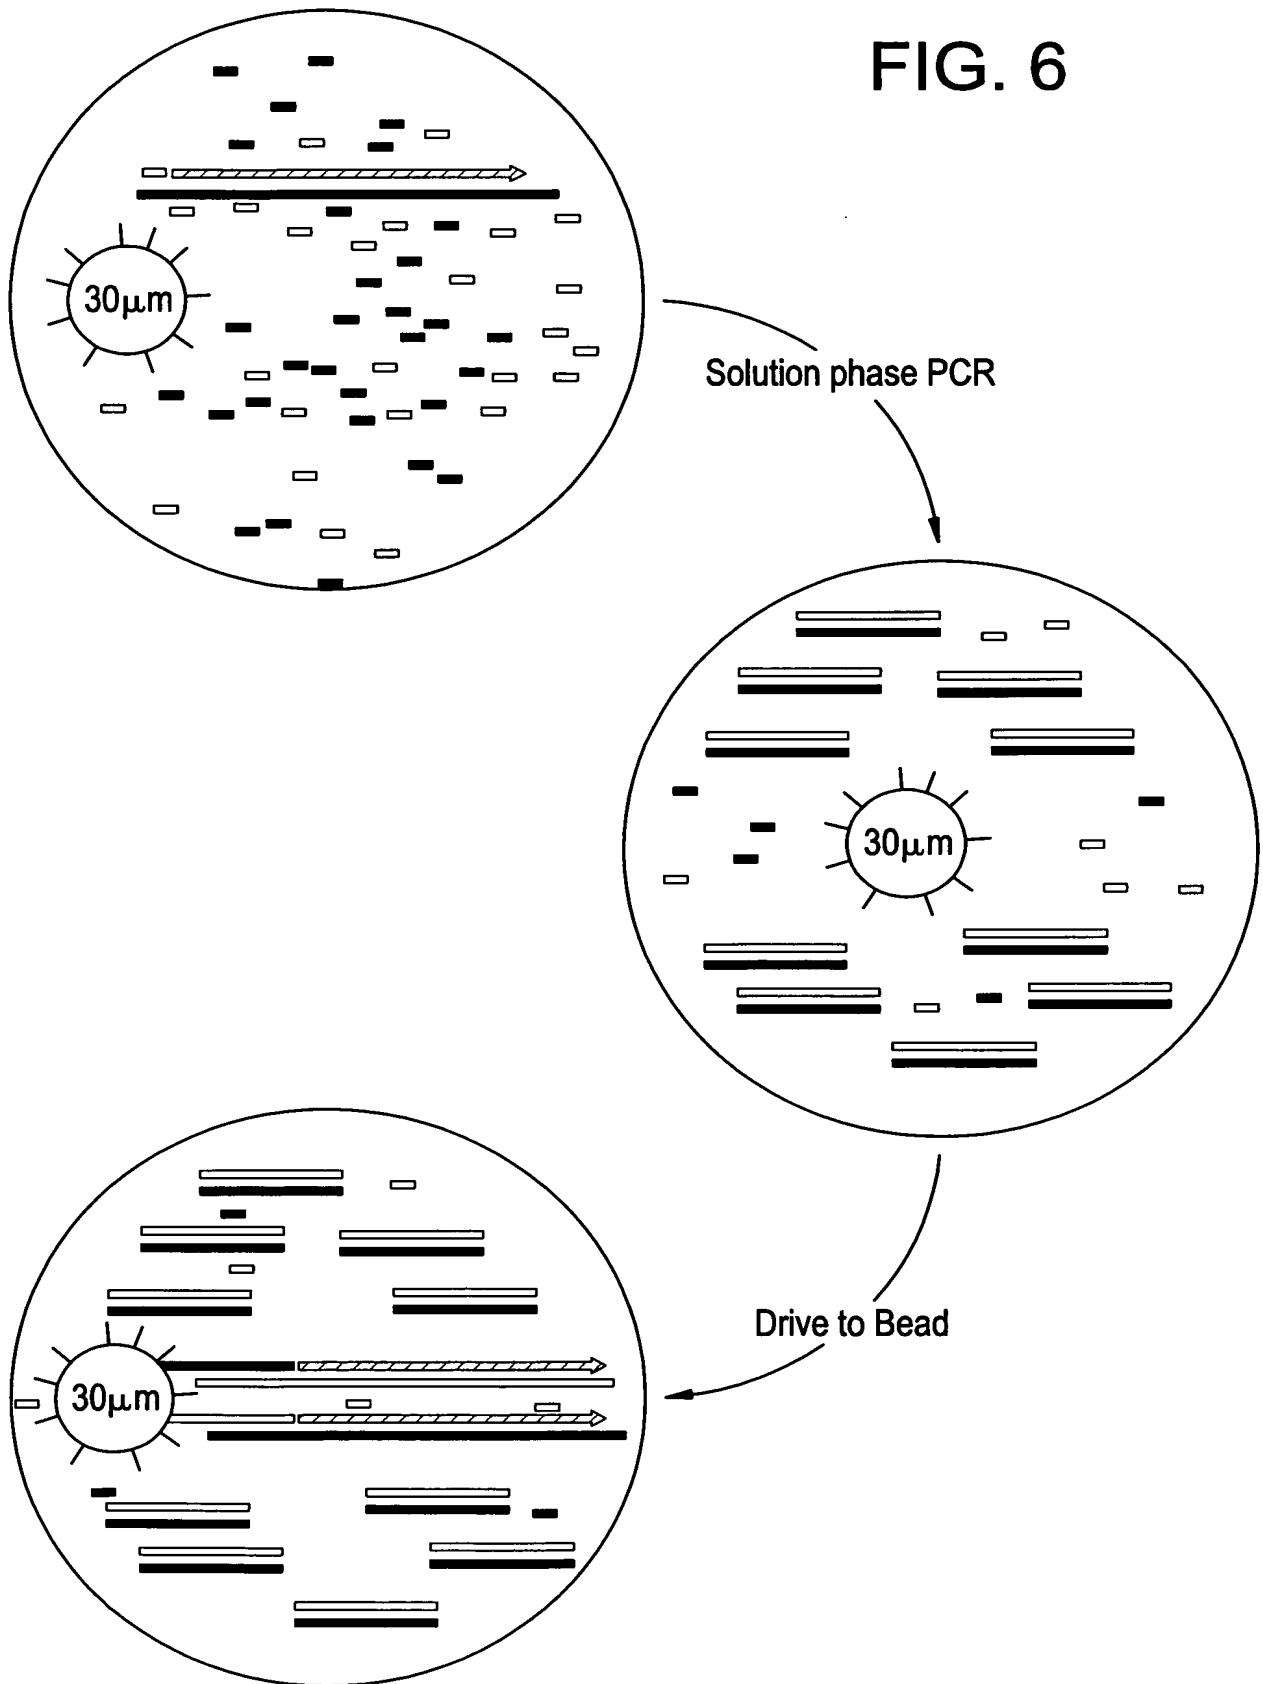 FIG. 6
30μm
Solution phase PCR
30μm
Drive to Bead
30μm